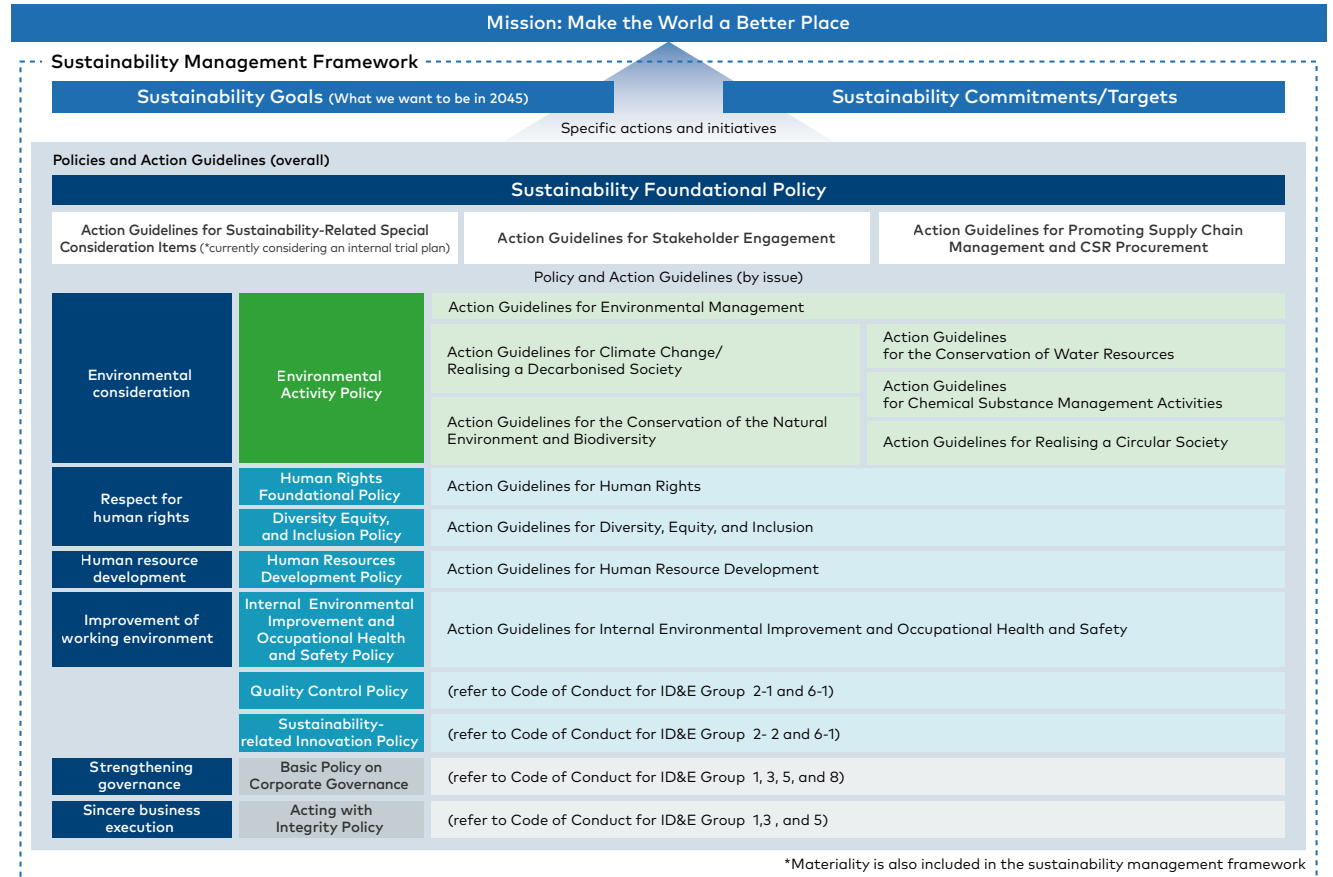 Mission: Make the World a Better Place
Sustainability Management Framework
Sustainability Goals (What we want to be in 2045)
Sustainability Commitments/Targets
Specific actions and initiatives
Policies and Action Guidelines (overall)
Sustainability Foundational Policy
Action Guidelines for Sustainability-Related Special
Consideration Items (*currently considering an internal trial plan)
Action Guidelines for Stakeholder Engagement
Action Guidelines for Promoting Supply Chain
Management and CSR Procurement
Policy and Action Guidelines (by issue)
Environmental
consideration
Environmental
Activity Policy
Action Guidelines for Environmental Management
Action Guidelines for Climate Change/
Realising a Decarbonised Society
Action Guidelines for the Conservation of the Natural
Environment and Biodiversity
Action Guidelines
for the Conservation of Water Resources
Action Guidelines
for Chemical Substance Management Activities
Action Guidelines for Realising a Circular Society
Respect for
human rights
Human Rights
Foundational Policy
Action Guidelines for Human Rights
Diversity Equity,
and Inclusion Policy
Action Guidelines for Diversity, Equity, and Inclusion
Human resource
development
Human Resources
Development Policy
Action Guidelines for Human Resource Development
Improvement of
working environment
Internal Environmental
Improvement and
Occupational Health
and Safety Policy
Action Guidelines for Internal Environmental Improvement and Occupational Health and Safety
Quality Control Policy
(refer to Code of Conduct for ID&E Group 2-1 and 6-1)
Sustainability-
related Innovation Policy
(refer to Code of Conduct for ID&E Group 2- 2 and 6-1)
Strengthening
governance
Basic Policy on
Corporate Governance
(refer to Code of Conduct for ID&E Group 1, 3, 5, and 8)
Sincere business
execution
Acting with
Integrity Policy
(refer to Code of Conduct for ID&E Group 1,3 , and 5)
*Materiality is also included in the sustainability management framework